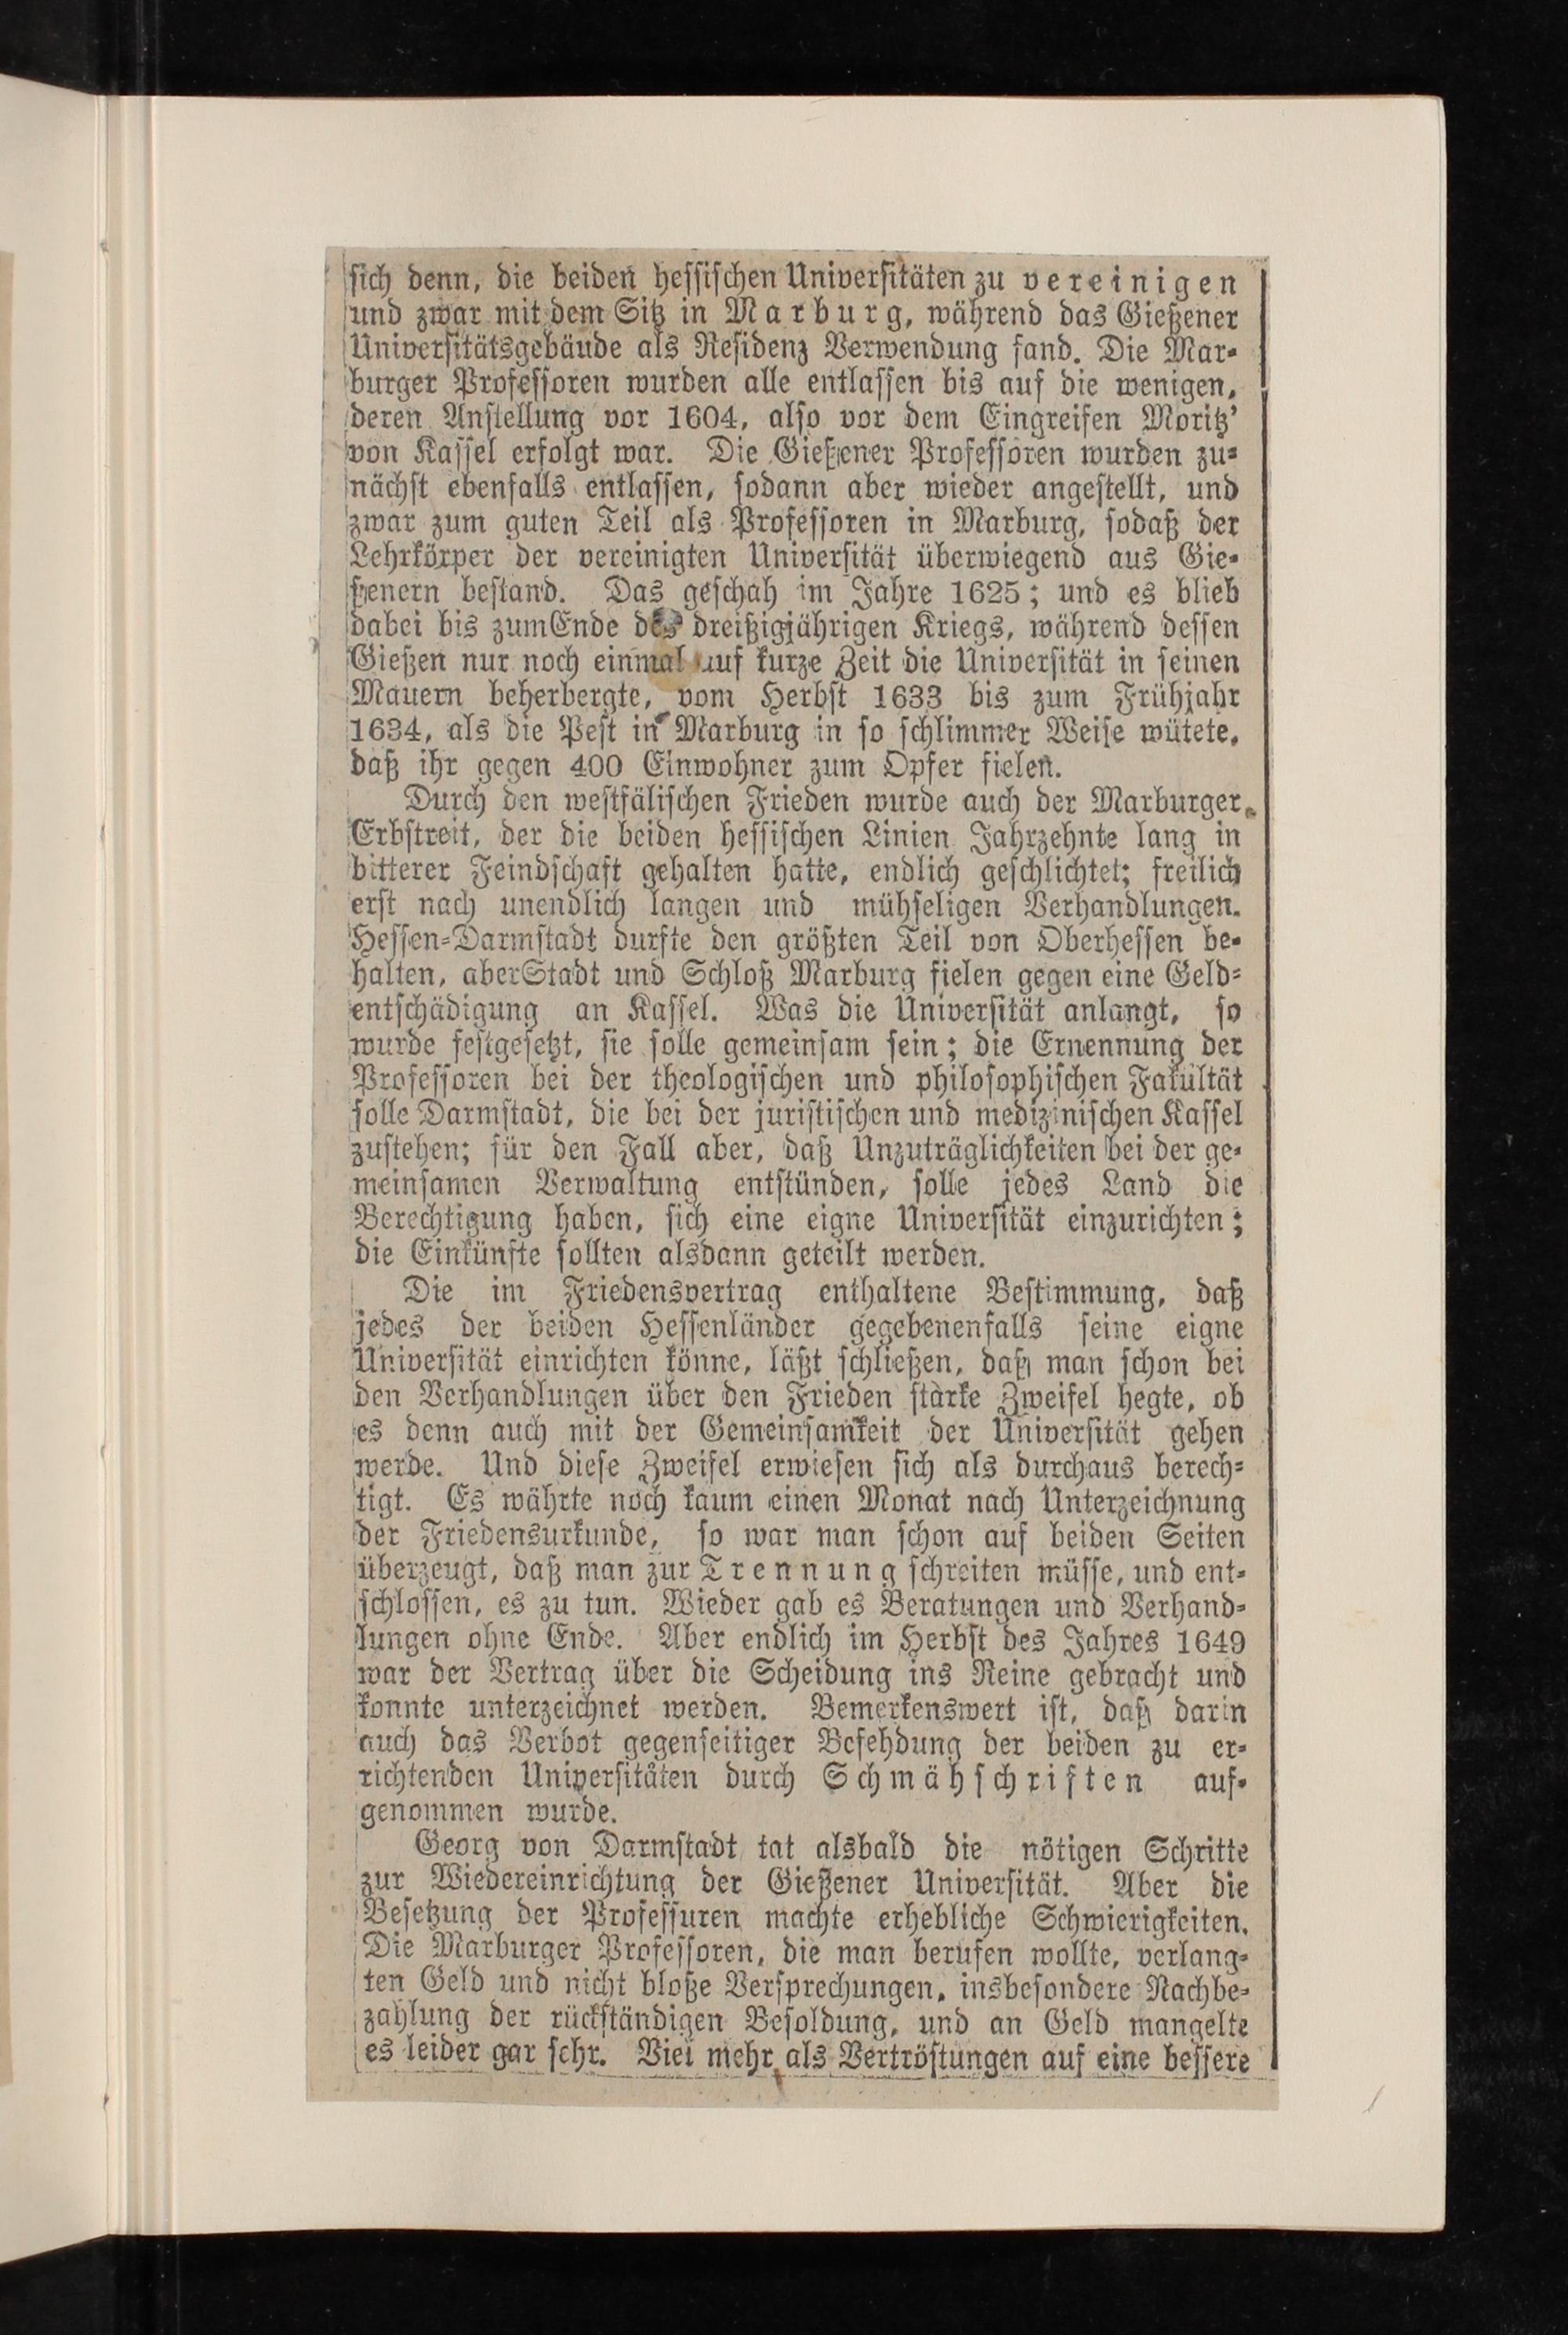 sich denn, die beiden hessischen Universitäten zu vereinigen
und zwar mit dem Sitz in Marburg, während das Gießener
Universitätsgebäude als Residenz Verwendung fand. Die Mar-
burger Professoren wurden alle entlassen bis auf die wenigen,
deren Anstellung vor 1604, also vor dem Eingreifen Moritz'
von Kassel erfolgt war. Die Gießener Professoren wurden zu-
nächst ebenfalls entlassen, sodann aber wieder angestellt, und
zwar zum guten Teil als Professoren in Marburg, sodaß der
Lehrkörper der vereinigten Universität überwiegend aus Gie-
ßenern bestand. Das geschah im Jahre 1625; und es blieb
dabei bis zumEnde des dreißigjährigen Kriegs, während dessen
Gießen nur noch einmal auf kurze Zeit die Universität in seinen
Mauern beherbergte, vom Herbst 1633 bis zum Frühjahr
1634, als die Pest in Marburg in so schlimmer Weise wütete,
daß ihr gegen 400 Einwohner zum Opfer fielen.
Durch den westfälischen Frieden wurde auch der Marburger
Erbstreit, der die beiden hessischen Linien Jahrzehnte lang in
bitterer Feindschaft gehalten hatte, endlich geschlichtet; freilich
erst nach unendlich langen und mühseligen Verhandlungen.
Hessen-Darmstadt durfte den größten Teil von Oberhessen be-
halten, aberStadt und Schloß Marburg fielen gegen eine Geld-
entschädigung an Kassel. Was die Universität anlangt, so
wurde festgesetzt, sie solle gemeinsam sein; die Ernennung der
Professoren bei der theologischen und philosophischen Fakultät
solle Darmstadt, die bei der juristischen und medizinischen Kassel
zustehen; für den Fall aber, daß Unzuträglichkeiten bei der ge-
meinsamen Verwaltung entstünden, solle jedes Land die
Berechtigung haben, sich eine eigne Universität einzurichten;
die Einkünfte sollten alsdann geteilt werden.
Die im Friedensvertrag enthaltene Bestimmung, daß
jedes der beiden Hessenländer gegebenenfalls seine eigne
Universität einrichten könne, läßt schließen, daß man schon bei
den Verhandlungen über den Frieden starke Zweifel hegte, ob
es denn auch mit der Gemeinsamkeit der Universität gehen
werde. Und diese Zweifel erwiesen sich als durchaus berech-
tigt. Es währte noch kaum einen Monat nach Unterzeichnung
der Friedensurkunde, so war man schon auf beiden Seiten
überzeugt, daß man zur Trennung schreiten müsse, und ent-
schlossen, es zu tun. Wieder gab es Beratungen und Verhand-
lungen ohne Ende. Aber endlich im Herbst des Jahres 1649
war der Vertrag über die Scheidung ins Reine gebracht und
konnte unterzeichnet werden. Bemerkenswert ist, daß darin
auch das Verbot gegenseitiger Befehdung der beiden zu er-
richtenden Universitäten durch Schmähschriften auf-
genommen wurde.
Georg von Darmstadt tat alsbald die nötigen Schritte
zur Wiedereinrichtung der Gießener Universität. Aber die
Besetzung der Professuren machte erhebliche Schwierigkeiten.
Die Marburger Professoren, die man berufen wollte, verlang-
ten Geld und nicht bloße Versprechungen, insbesondere Nachbe-
zahlung der rückständigen Besoldung, und an Geld mangelte
es leider gar sehr. Viel mehr als Vertröstungen auf eine bessere